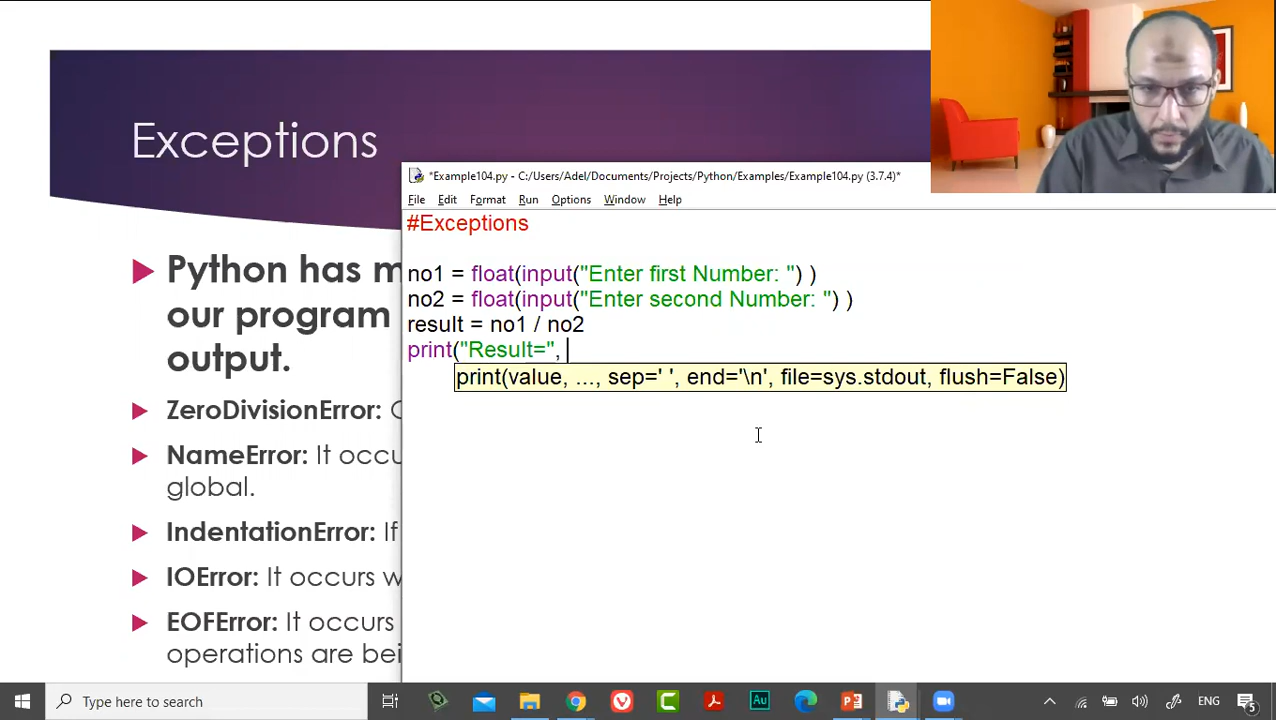 Exceptions
Python has m
our program
output.
ZeroDivisionError: C
NameError: It occu
global.
IndentationError: If
IOError: It occurs w
EOFError: It occurs
operations are bei
*Example104.py - C:/Users/Adel/Documents/Projects/Python/Examples/Example104.py (3.7.4)*
File Edit Format Run Options Window Help
#Exceptions
no1 = float(input("Enter first Number: ") )
no2 = float(input("Enter second Number: ") )
result = no1 / no2
print("Result=",
print(value, ..., sep=' ', end='\n', file=sys.stdout, flush=False)
Type here to search
Au
ENG
5